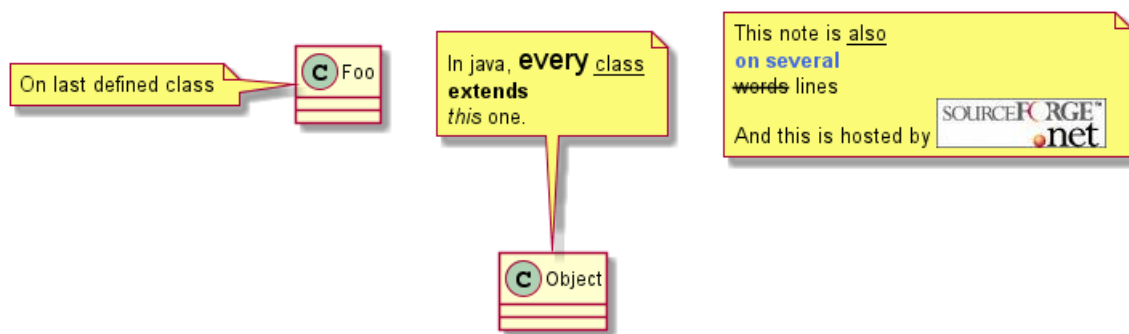 On last defined class
C Foo
In java, every class
extends
this one.
C Object
This note is also
on several
words lines
And this is hosted by SOURCEFORGE™
.net